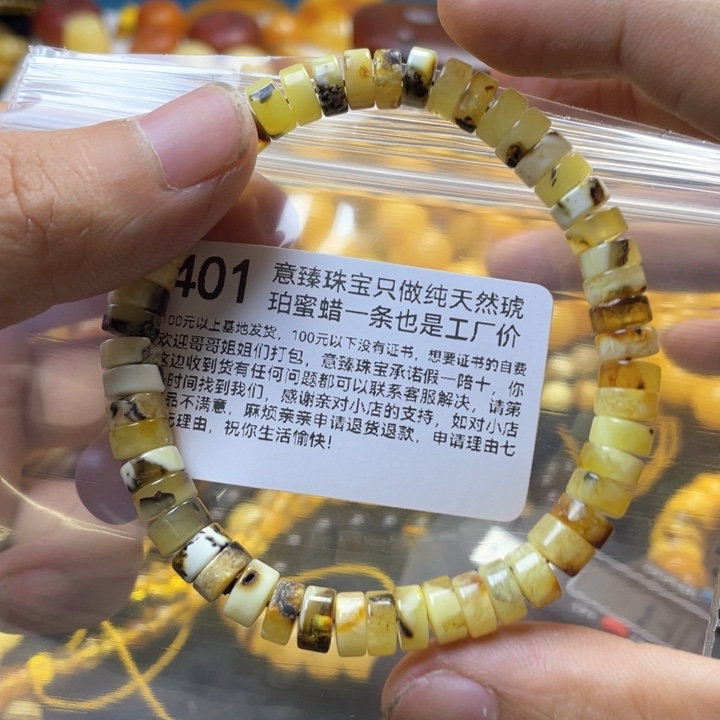 401
意臻珠宝只做纯天然琥
珀蜜蜡一条也是工厂价
00元以上基地发货，100元以下没有证书，想要证书的自费
欢迎哥哥姐姐们打包，意臻珠宝承诺假一陪十，你
这边收到货有任何问题都可以联系客服解决，请第
时间找到我们，感谢亲对小店的支持，如对小店
品不满意，麻烦亲亲申请退货退款，申请理由七
无理由，祝你生活愉快！